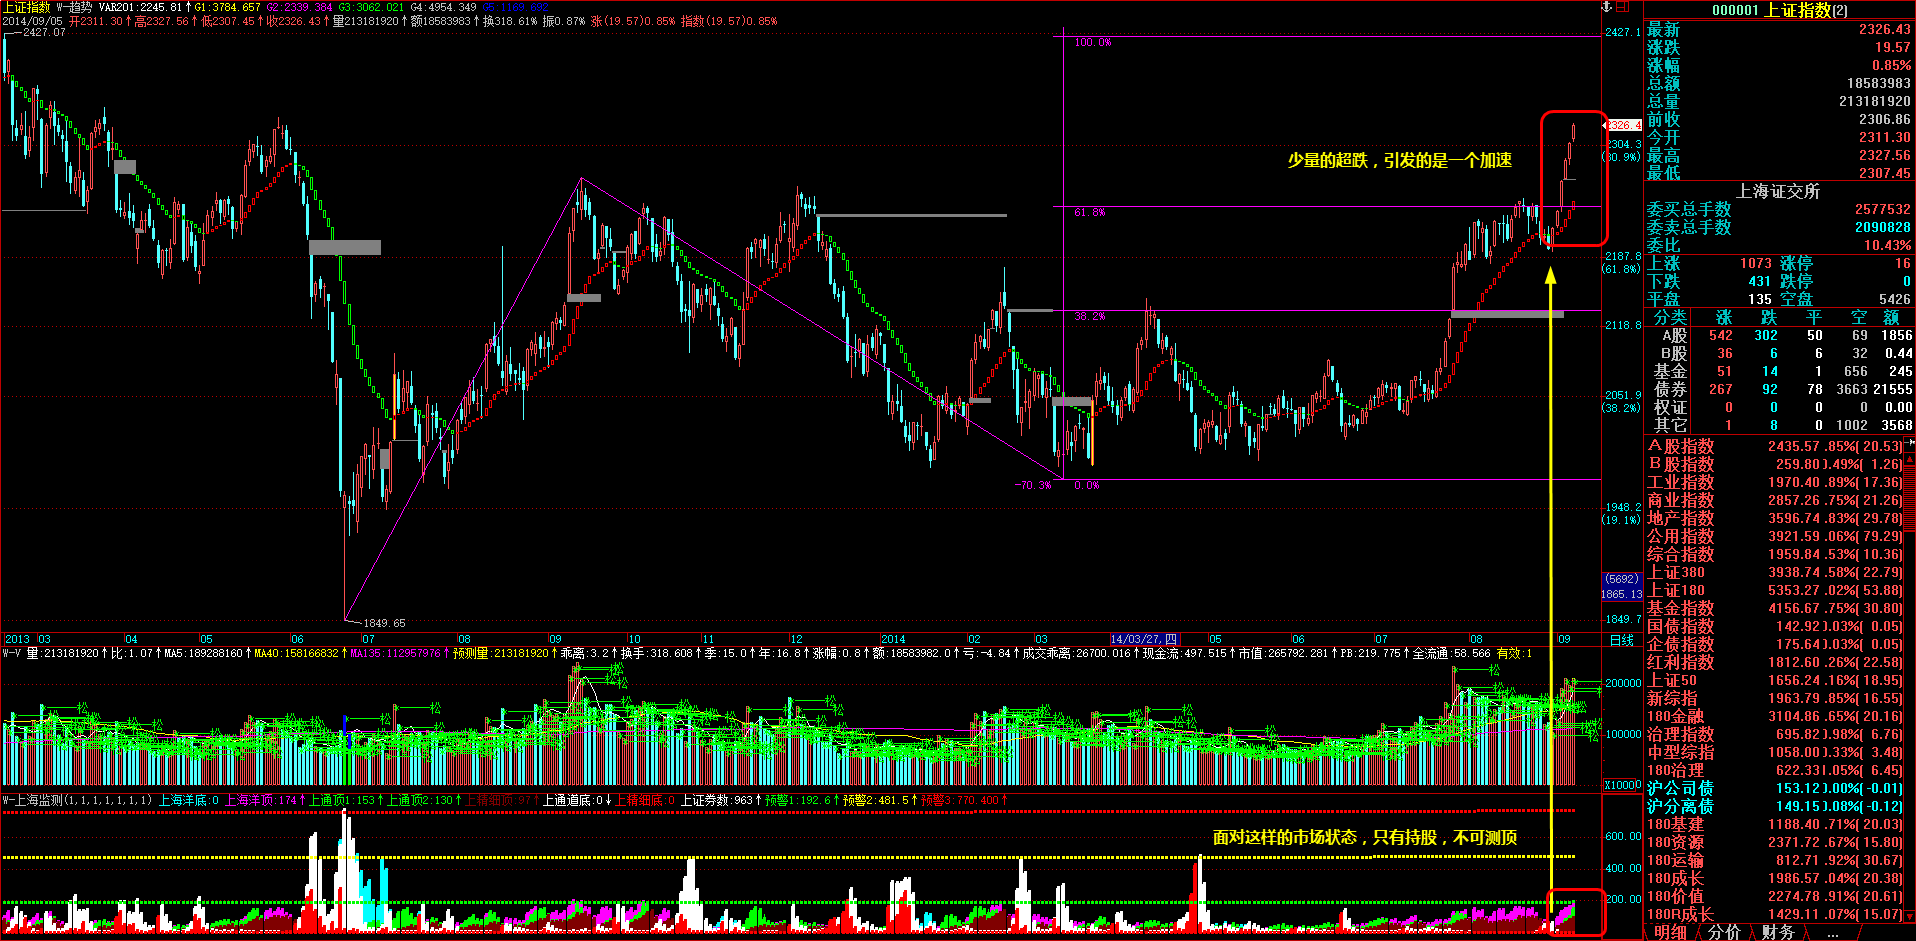 上证指数 W-趋势 VAR201:2245.81↑ G1:3784.657 G2:2339.384 G3:3062.021 G4:4954.349 G5:1169.692
2014/09/05 开2311.30↑高2327.56↑低2307.45↑收2326.43↑量213181920↑额18583983↑换318.61% 振0.87% 涨(19.57)0.85% 指数(19.57)0.85%
2427.07
100.0%
61.8%
38.2%
-70.3%
0.0%
1849.65
少量的超跌，引发的是一个加速
2427.1
2326.4
2304.3
(80.9%)
2187.8
(61.8%)
2118.8
2051.9
(38.2%)
1948.2
(19.1%)
(5692)
1865.13
1849.7
2013 03 04 05 06 07 08 09 10 11 12 2014 02 03 14/03/27,四 05 06 07 08 09 日线
W-V 量:213181920↑比:1.07↑MA5:189288160↑MA40:158166832↑MA135:112957976↑预测量:213181920↑乖离:3.2↑换手:318.608↑季:15.0↑年:16.8↑涨幅:0.8↑额:18583982.0↑亏:-4.84↑成交乖离:26700.016↑现金流:497.515↑市值:265792.281↑PB:219.775↑全流通:58.566 有效:1
200000
100000
X10000
W-上海监测(1,1,1,1,1,1,1) 上海洋底:0 上海洋顶:174↑上通顶1:153↑上通顶2:130↑上精细顶:97↑上通道底:0↓上精细底:0 上证券数:963↑预警1:192.6↑预警2:481.5↑预警3:770.400↑
面对这样的市场状态，只有持股，不可测顶
600.00
400.00
200.00
000001 上证指数(2)
最新 2326.43
涨跌 19.57
涨幅 0.85%
总额 18583983
总量 213181920
前收 2306.86
今开 2311.30
最高 2327.56
最低 2307.45
上海证交所
委买总手数 2577532
委卖总手数 2090828
委比 10.43%
上涨 1073 涨停 16
下跌 431 跌停 0
平盘 135 空盘 5426
分类 涨 跌 平 空 额
A股 542 302 50 69 1856
B股 36 6 6 32 0.44
基金 51 14 1 656 245
债券 267 92 78 3663 21555
权证 0 0 0 0 0.00
其它 1 8 0 1002 3568
A股指数 2435.57 .85%( 20.53)
B股指数 259.80 0.49%( 1.26)
工业指数 1970.40 .89%( 17.36)
商业指数 2857.26 .75%( 21.26)
地产指数 3596.74 .83%( 29.78)
公用指数 3921.59 .06%( 79.29)
综合指数 1959.84 .53%( 10.36)
上证380 3938.74 .58%( 22.79)
上证180 5353.27 .02%( 53.88)
基金指数 4156.67 .75%( 30.80)
国债指数 142.92 0.03%( 0.05)
企债指数 175.64 0.03%( 0.05)
红利指数 1812.60 .26%( 22.58)
上证50 1656.24 .16%( 18.95)
新综指 1963.79 .85%( 16.55)
180金融 3104.86 .65%( 20.16)
治理指数 695.82 0.98%( 6.76)
中型综指 1058.00 0.33%( 3.48)
180治理 622.33 1.05%( 6.45)
沪公司债 153.12 0.00%( -0.01)
沪分离债 149.15 0.08%( -0.12)
180基建 1188.40 .71%( 20.03)
180资源 2371.72 .67%( 15.80)
180运输 812.71 .92%( 30.67)
180成长 1986.57 .04%( 20.38)
180价值 2274.78 .91%( 20.61)
180R成长 1429.11 .07%( 15.07)
明细 分价 财务 ...